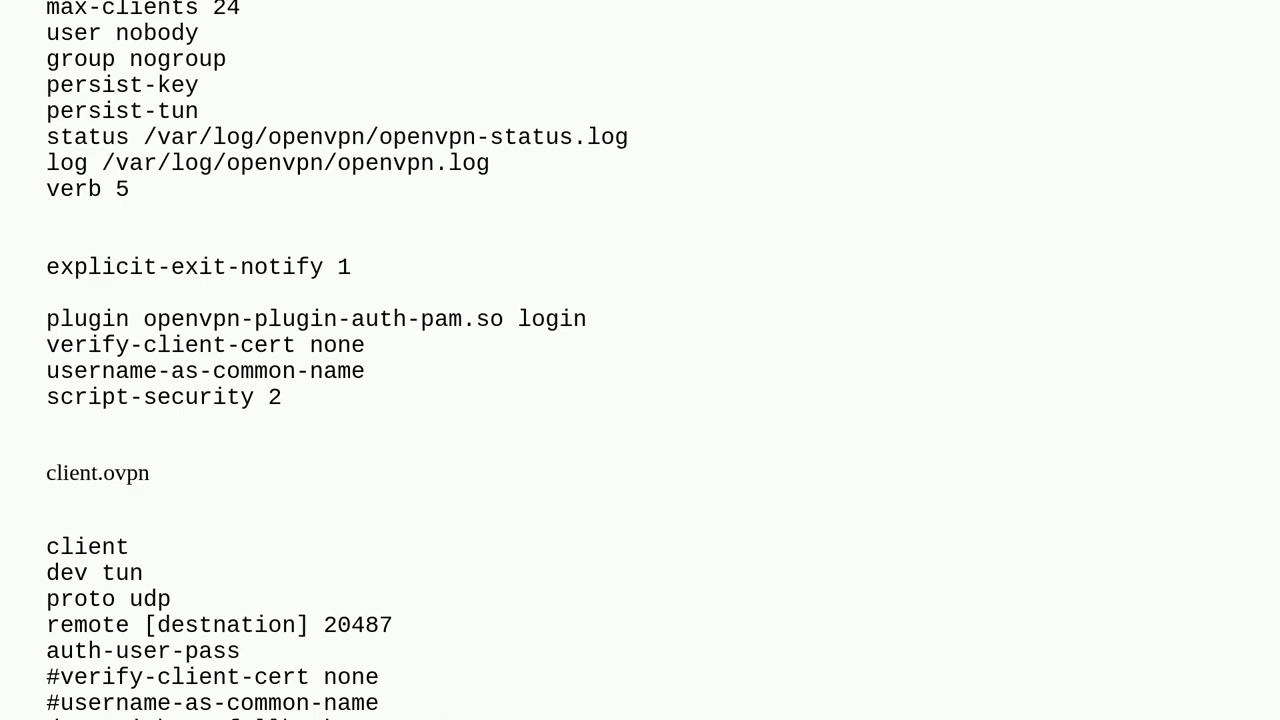 max-clients 24
user nobody
group nogroup
persist-key
persist-tun
status /var/log/openvpn/openvpn-status.log
log /var/log/openvpn/openvpn.log
verb 5
explicit-exit-notify 1
plugin openvpn-plugin-auth-pam.so login
verify-client-cert none
username-as-common-name
script-security 2
client.ovpn
client
dev tun
proto udp
remote [destnation] 20487
auth-user-pass
#verify-client-cert none
#username-as-common-name